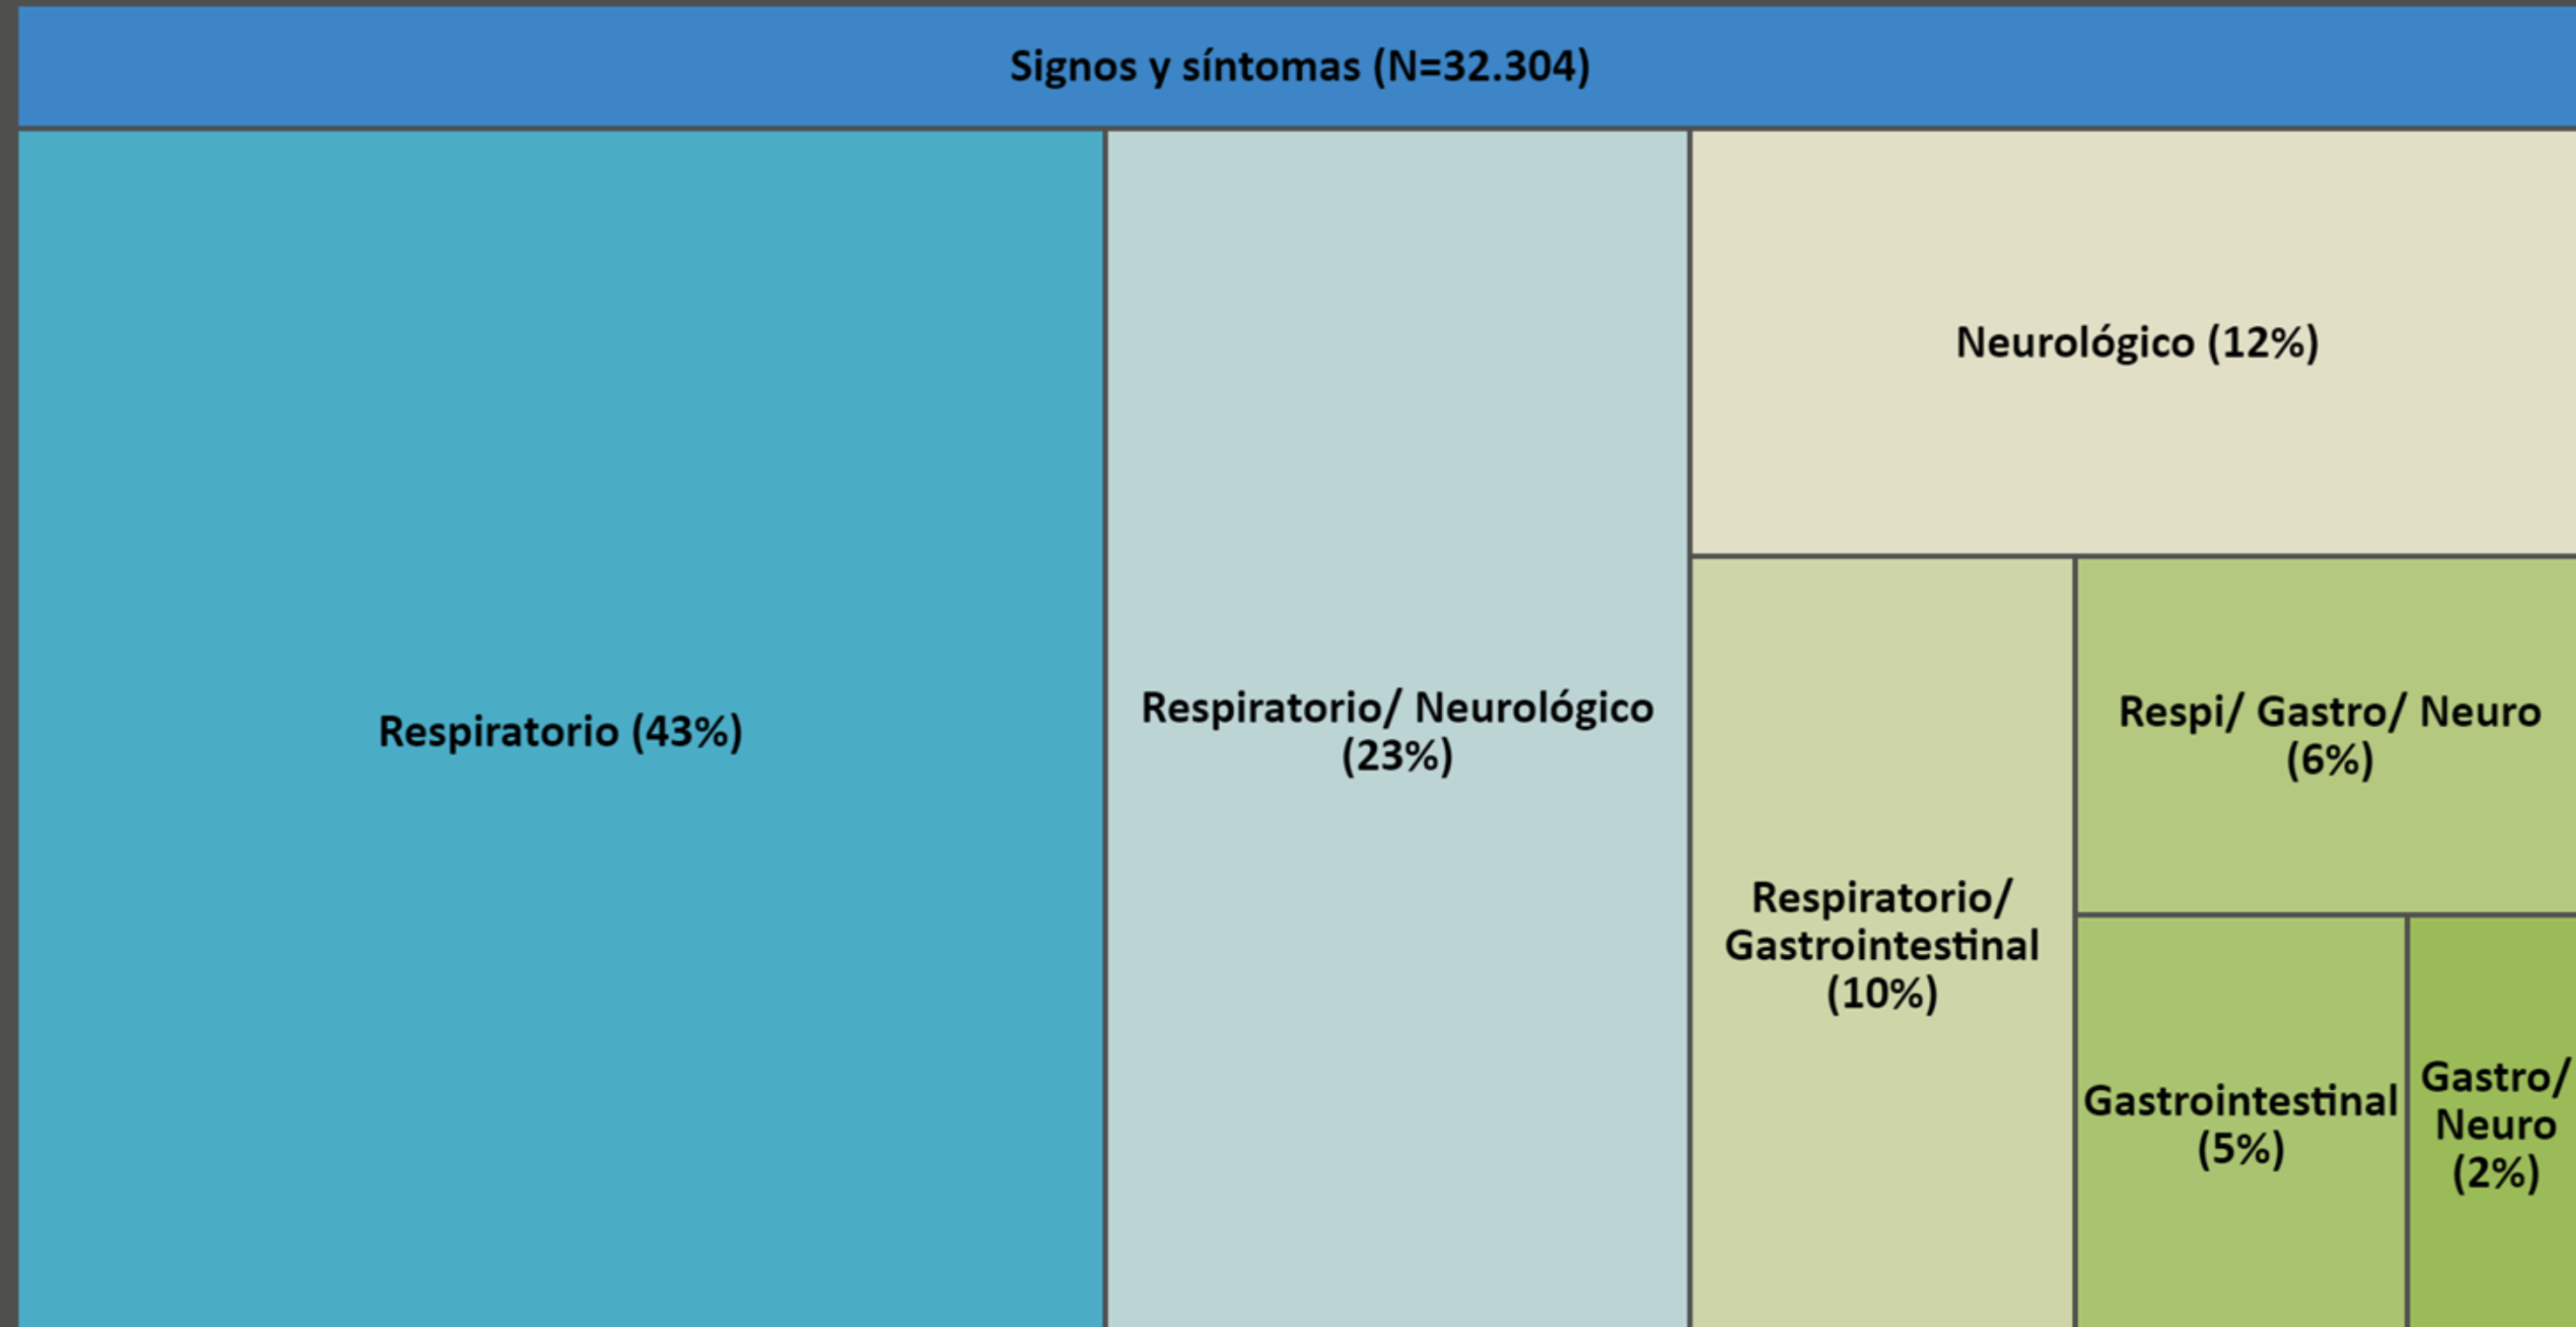 Signos y síntomas (N=32.304)
Respiratorio (43%)
Respiratorio/ Neurológico
(23%)
Neurológico (12%)
Respiratorio/
Gastrointestinal
(10%)
Respi/ Gastro/ Neuro
(6%)
Gastrointestinal
(5%)
Gastro/
Neuro
(2%)